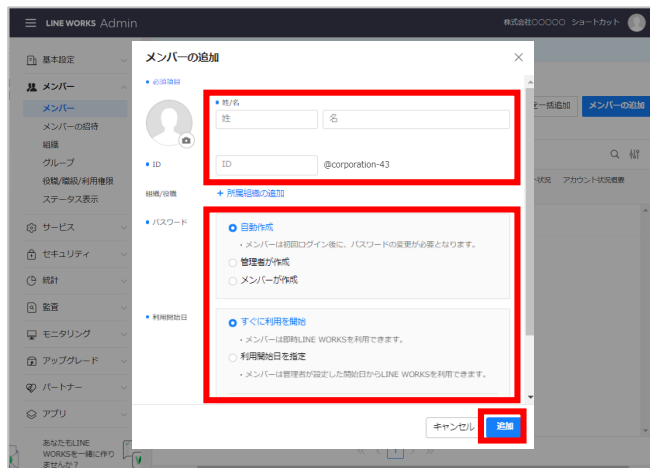 LINE WORKS Admin
株式会社OOOOO ショートカット
基本設定
メンバー
メンバー
メンバーの招待
組織
グループ
役職/職級/利用権限
ステータス表示
サービス
セキュリティ
統計
監査
モニタリング
アップグレード
パートナー
アプリ
あなたもLINE
WORKSを一緒に作り
ませんか?
メンバーの追加
必須項目
姓/名
姓 名
ID
ID @corporation-43
組織/役職
+ 所属組織の追加
パスワード
自動作成
・メンバーは初回ログイン後に、パスワードの変更が必要となります。
管理者が作成
メンバーが作成
利用開始日
すぐに利用を開始
・メンバーは即時LINE WORKSを利用できます。
利用開始日を指定
・メンバーは管理者が設定した開始日からLINE WORKSを利用できます。
キャンセル 追加
を一括追加 メンバーの追加
状況 アカウント状況概要
1